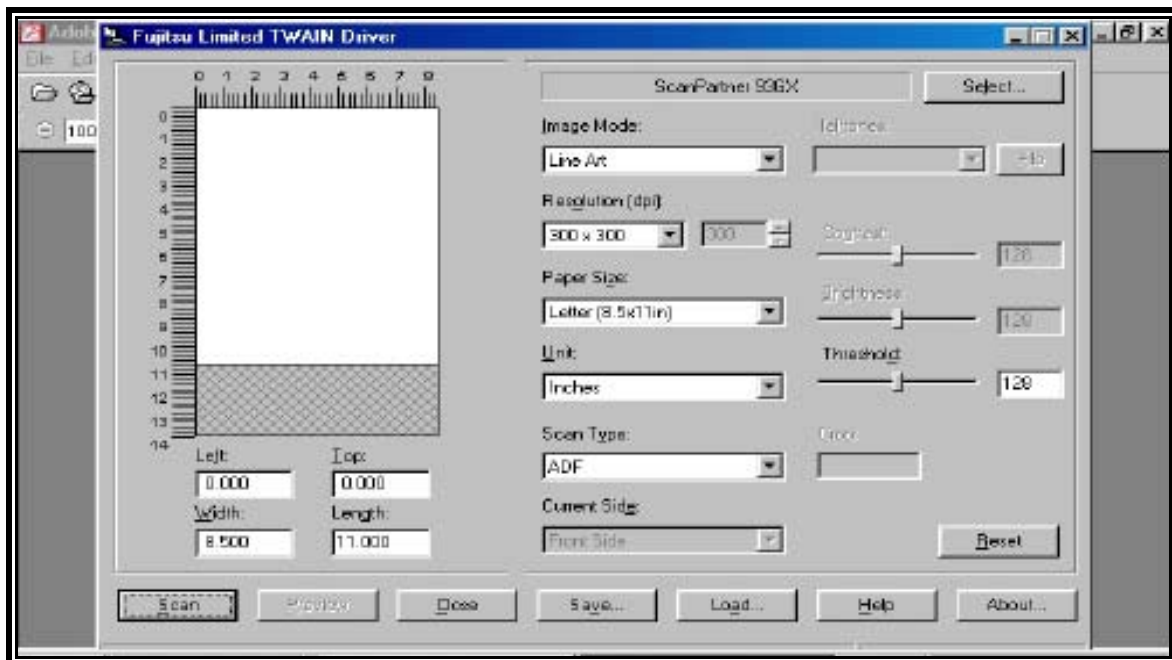 Adob
Fujitsu Limited TWAIN Driver
File Edi
100
0 1 2 3 4 5 6 7 8
0
1
2
3
4
5
6
7
8
9
10
11
12
13
14
ScanPartner 93GX
Select...
Image Mode:
Line Art
Resolution (dpi):
300 x 300
300
Contrast:
128
Paper Size:
Letter (8.5x11in)
Brightness:
128
Unit:
Inches
Threshold:
128
Scan Type:
ADF
Current Side:
Front Side
Reset
Left:
Top:
0.000
0.000
Width:
Length:
8.500
11.000
Scan
Preview
Close
Save...
Load...
Help
About...